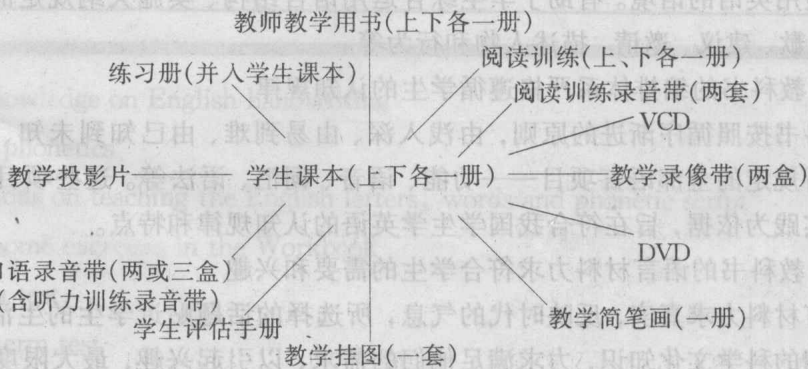 教师教学用书(上下各一册)
阅读训练(上、下各一册)
练习册(并入学生课本)
阅读训练录音带(两套)
VCD
教学投影片
学生课本(上下各一册)
教学录像带(两盒)
DVD
语录音带(两或三盒)
(含听力训练录音带)
教学简笔画(一册)
学生评估手册
教学挂图(一套)